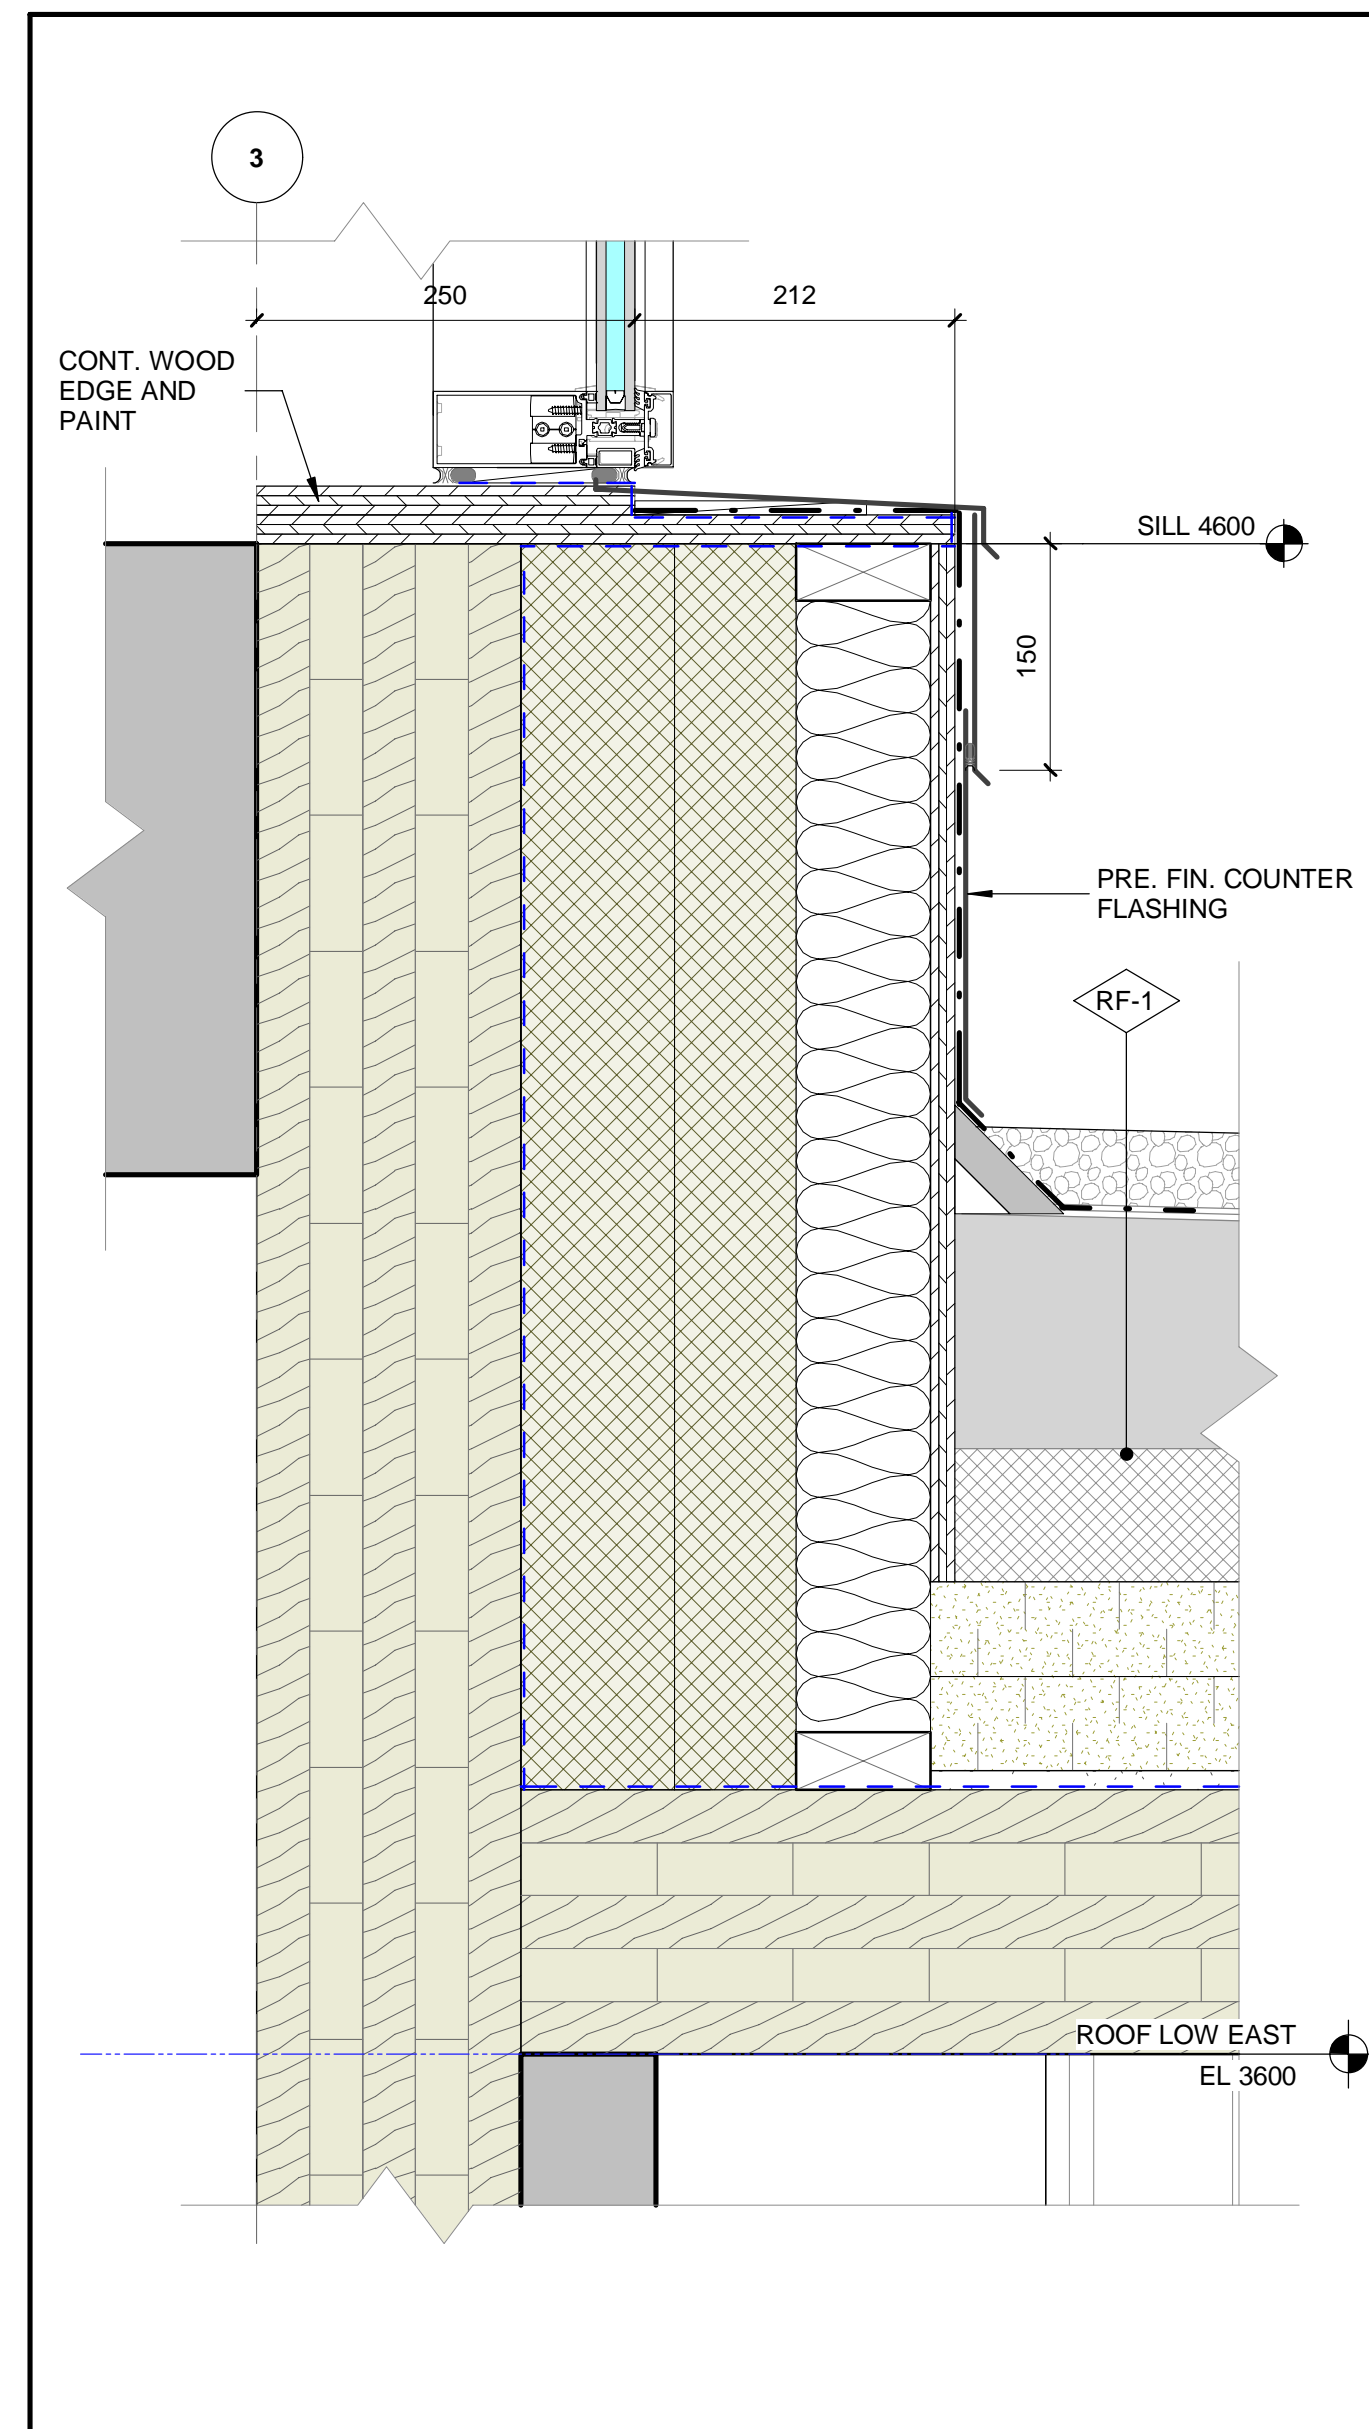 3
250
212
CONT. WOOD
EDGE AND
PAINT
SILL 4600
150
PRE. FIN. COUNTER
FLASHING
RF-1
ROOF LOW EAST
EL 3600